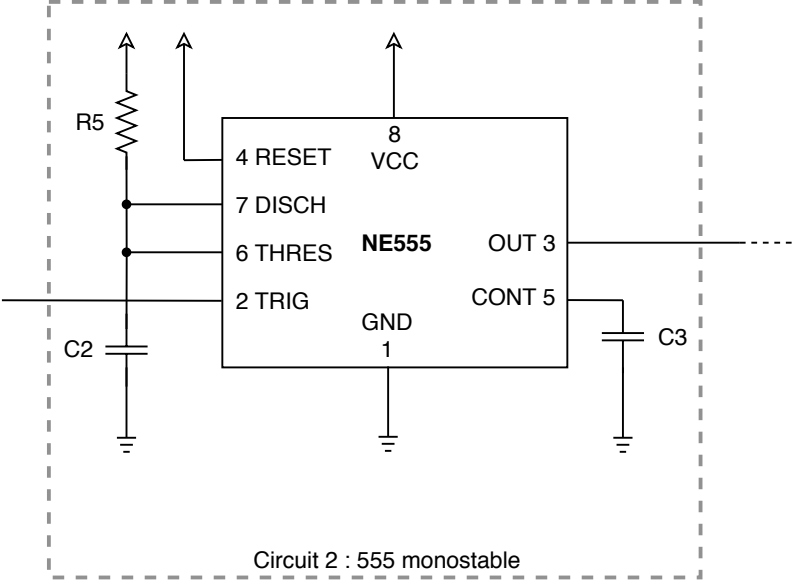 R5
8
VCC
4 RESET
7 DISCH
6 THRES
2 TRIG
NE555
OUT 3
CONT 5
GND
1
C2
C3
Circuit 2 : 555 monostable